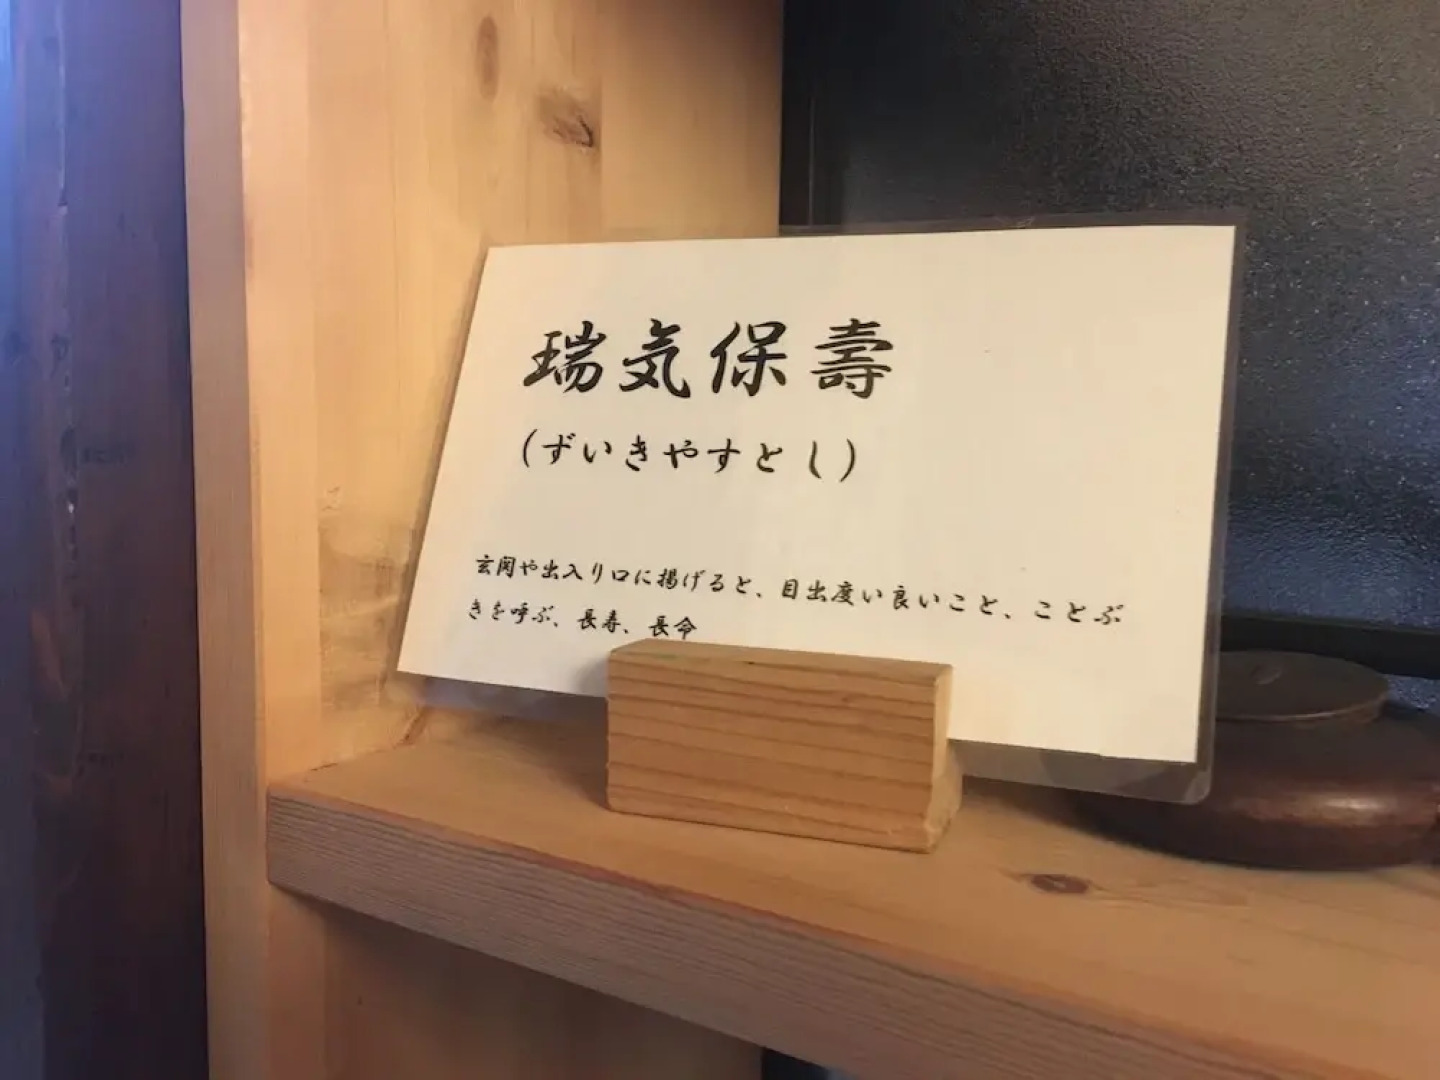 瑞気保壽
(ずいきやすとし)
玄関や出入り口に掲げると、目出度い良いこと、ことぶ
きを呼ぶ、長寿、長命